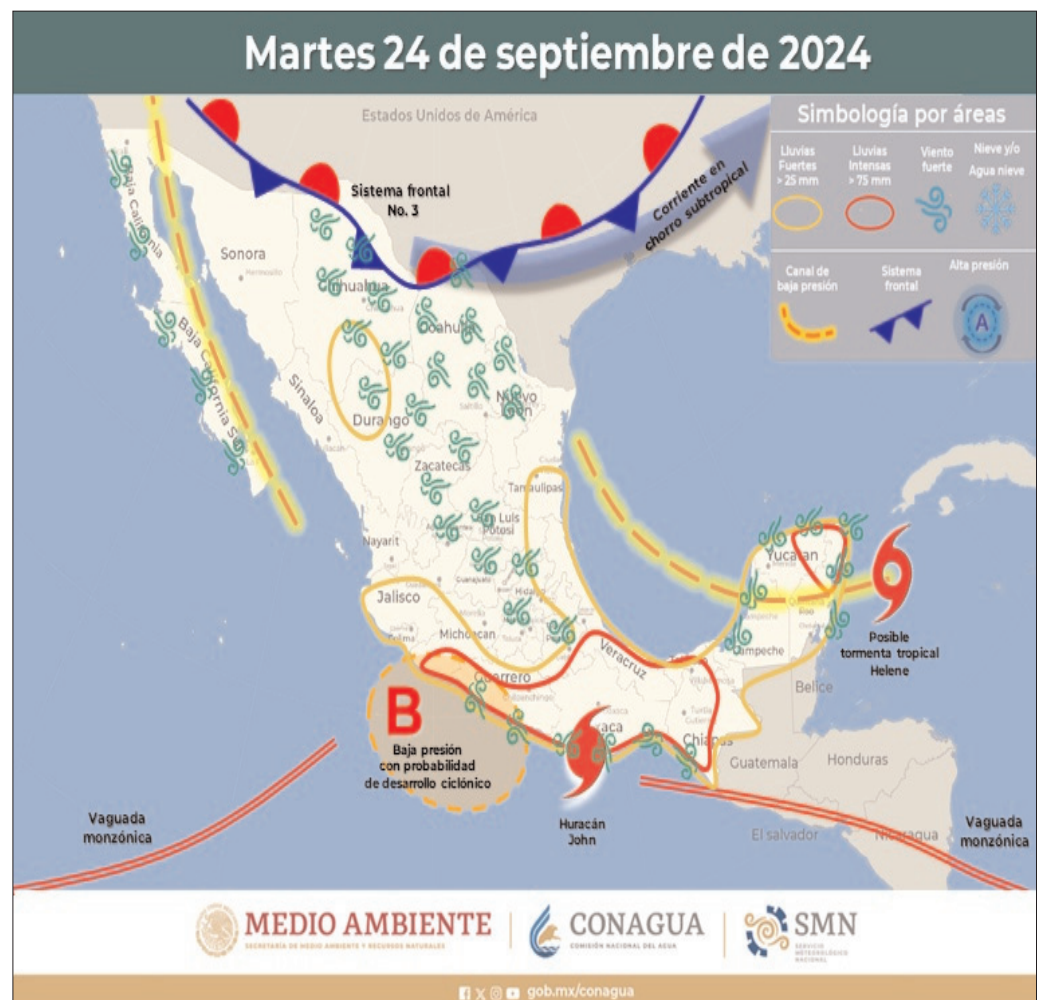 Martes 24 de septiembre de 2024
Estados Unidos de América
Simbología por áreas
Lluvias
Fuertes
> 25 mm
Lluvias
Intensas
> 75 mm
Viento
fuerte
Nieve y/o
Agua nieve
Canal de
baja presión
Sistema
frontal
Alta presión
A
Sistema frontal
No. 3
Corriente en
chorro subtropical
Baja California
Sonora
Hermosillo
Chihuahua
Coahuila
Baja California Sur
Sinaloa
Nuevo
León
Saltillo
Durango
Zacatecas
Tamaulipas
San Luis
Potosí
Nayarit
Hidalgo
Jalisco
Colima
Michoacán
Veracruz
Guerrero
Yucatán
Campeche
Chiapas
Belice
Guatemala
Honduras
El salvador
Nicaragua
Posible
tormenta tropical
Helene
B
Baja presión
con probabilidad
de desarrollo ciclónico
Huracán
John
Vaguada
monzónica
Vaguada
monzónica
MEDIO AMBIENTE
SECRETARÍA DE MEDIO AMBIENTE Y RECURSOS NATURALES
CONAGUA
COMISIÓN NACIONAL DEL AGUA
SMN
SERVICIO
METEOROLÓGICO
NACIONAL
gob.mx/conagua